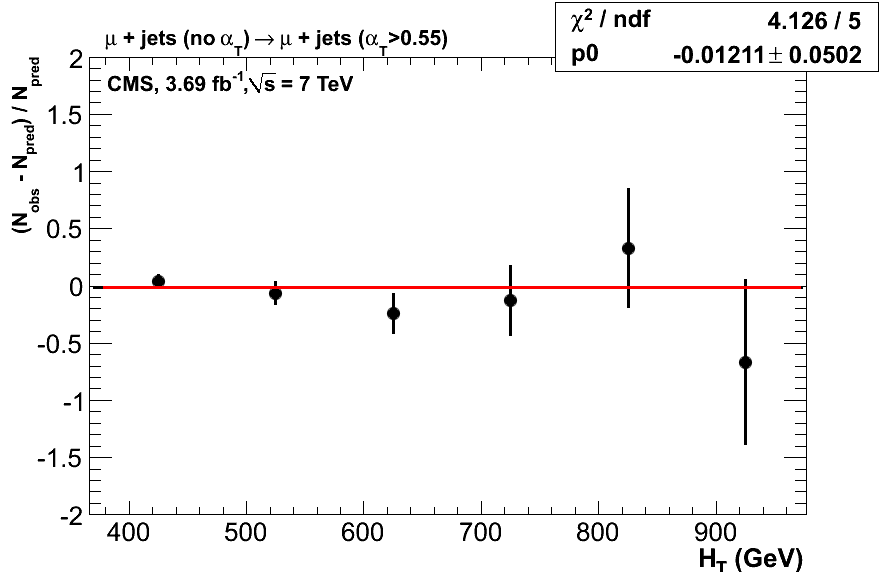 μ + jets (no α_T) → μ + jets (α_T>0.55)
χ² / ndf 4.126 / 5
p0 -0.01211 ± 0.0502
CMS, 3.69 fb⁻¹,√s = 7 TeV
(N_obs - N_pred) / N_pred
2
1.5
1
0.5
0
-0.5
-1
-1.5
-2
400 500 600 700 800 900
H_T (GeV)